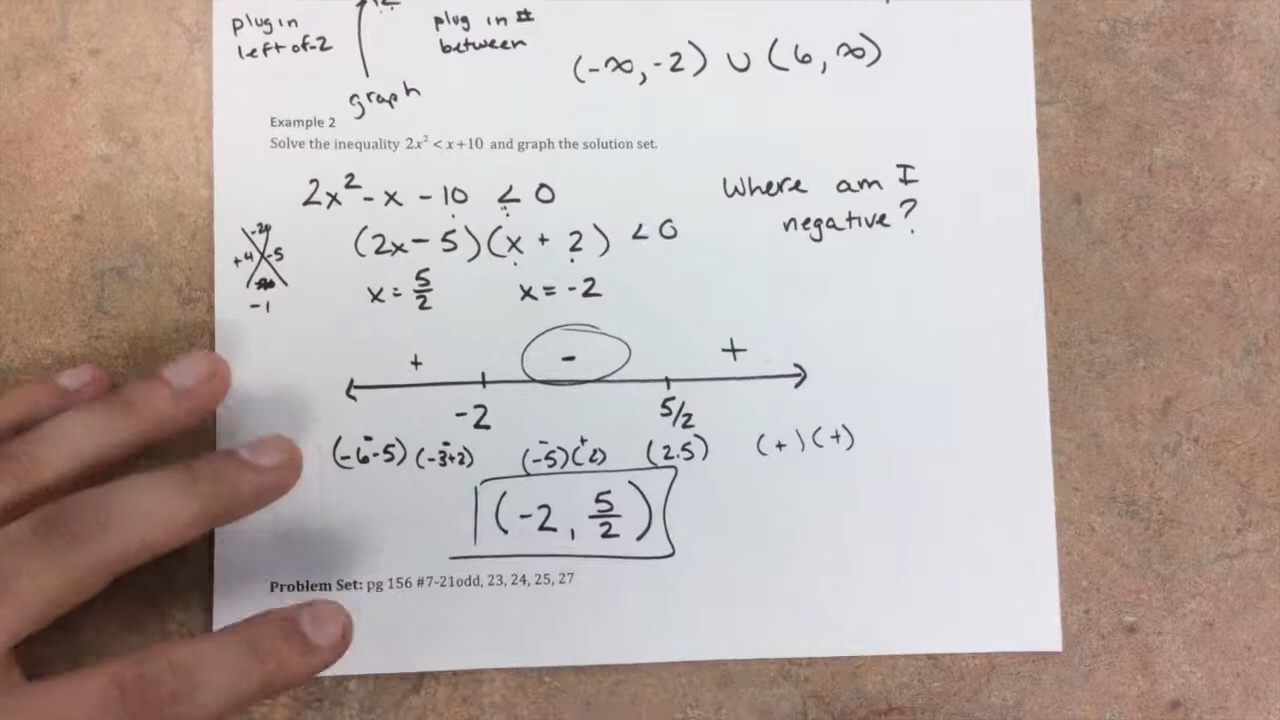 plug in
left of -2
plug in #
between
(-∞, -2) ∪ (6, ∞)
graph
Example 2
Solve the inequality 2x² < x + 10 and graph the solution set.
2x² - x - 10 < 0
Where am I
negative?
(2x - 5)(x + 2) < 0
+4 -5
-1
x = 5/2 x = -2
+ - +
-2 5/2
(-6-5)(-3+2) (-5)(2) (2.5) (+)(+)
(-2, 5/2)
Problem Set: pg 156 #7-21odd, 23, 24, 25, 27